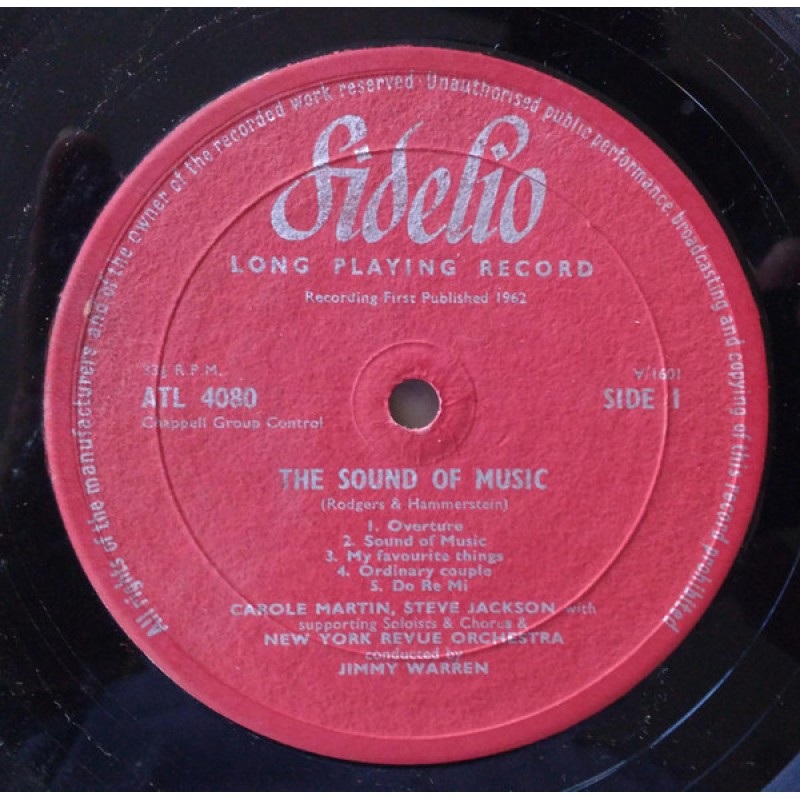 All rights of the manufacturers and of the owner of the recorded work reserved · Unauthorised public performance, broadcasting and copying of this record prohibited
Fidelio
LONG PLAYING RECORD
Recording First Published 1962
33⅓ R.P.M.
A/1601
ATL 4080
SIDE 1
Chappell Group Control
THE SOUND OF MUSIC
(Rodgers & Hammerstein)
1. Overture
2. Sound of Music
3. My favourite things
4. Ordinary couple
5. Do Re Mi
CAROLE MARTIN, STEVE JACKSON with
supporting Soloists & Chorus &
NEW YORK REVUE ORCHESTRA
conducted by
JIMMY WARREN